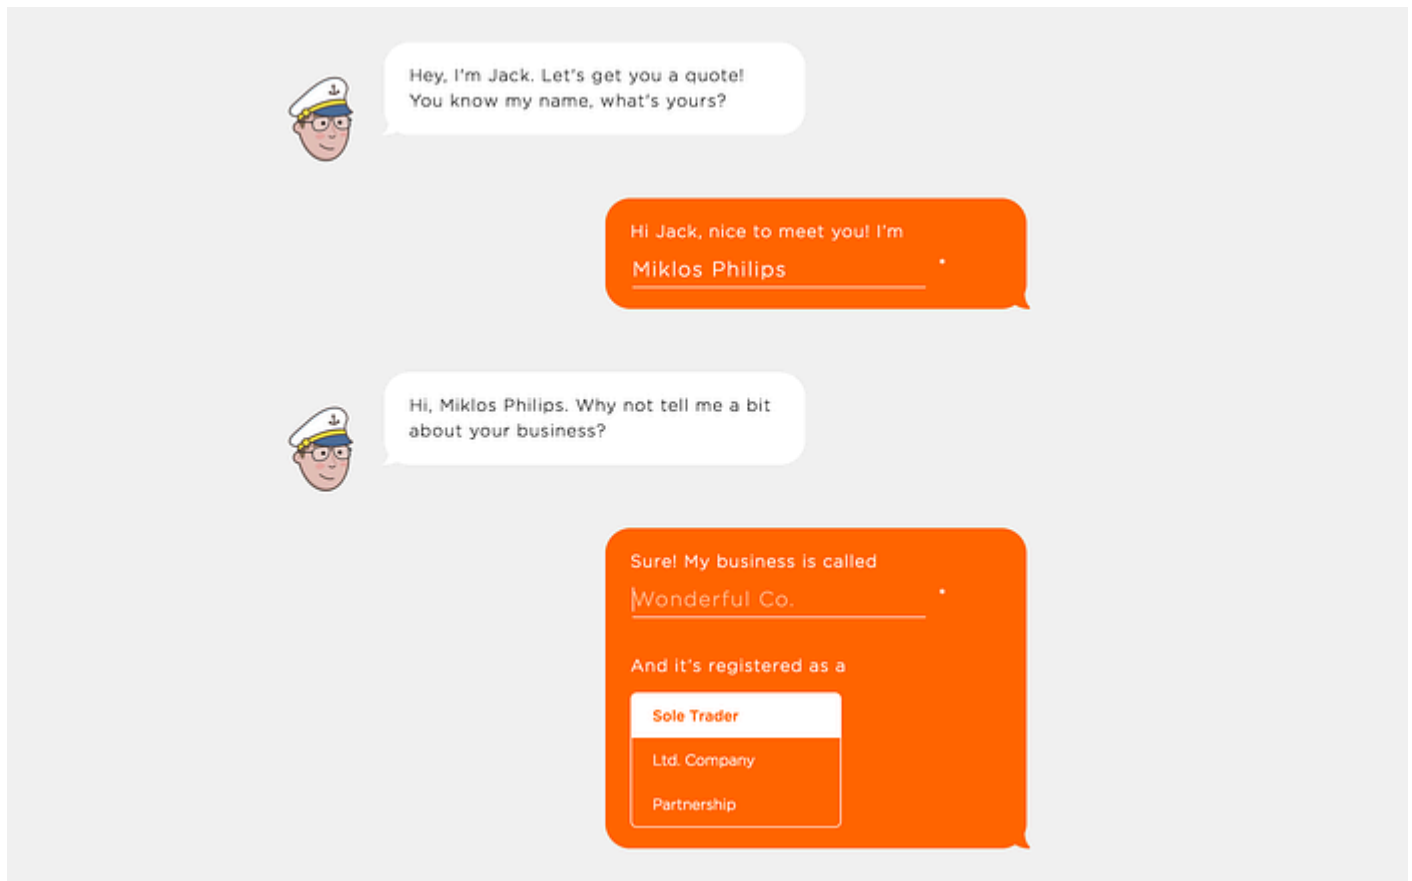 Hey, I'm Jack. Let's get you a quote!
You know my name, what's yours?
Hi Jack, nice to meet you! I'm
Miklos Philips *
Hi, Miklos Philips. Why not tell me a bit
about your business?
Sure! My business is called
Wonderful Co. *
And it's registered as a
Sole Trader
Ltd. Company
Partnership